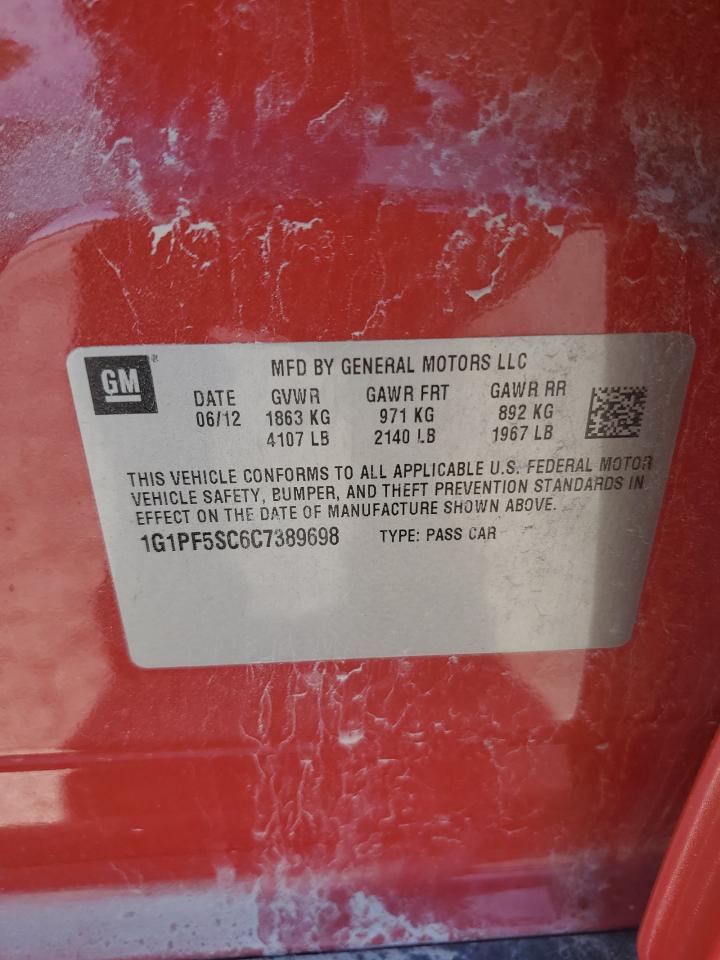 GM
MFD BY GENERAL MOTORS LLC
DATE GVWR GAWR FRT GAWR RR
06/12 1863 KG 971 KG 892 KG
4107 LB 2140 LB 1967 LB
THIS VEHICLE CONFORMS TO ALL APPLICABLE U.S. FEDERAL MOTOR
VEHICLE SAFETY, BUMPER, AND THEFT PREVENTION STANDARDS IN
EFFECT ON THE DATE OF MANUFACTURE SHOWN ABOVE.
1G1PF5SC6C7389698 TYPE: PASS CAR